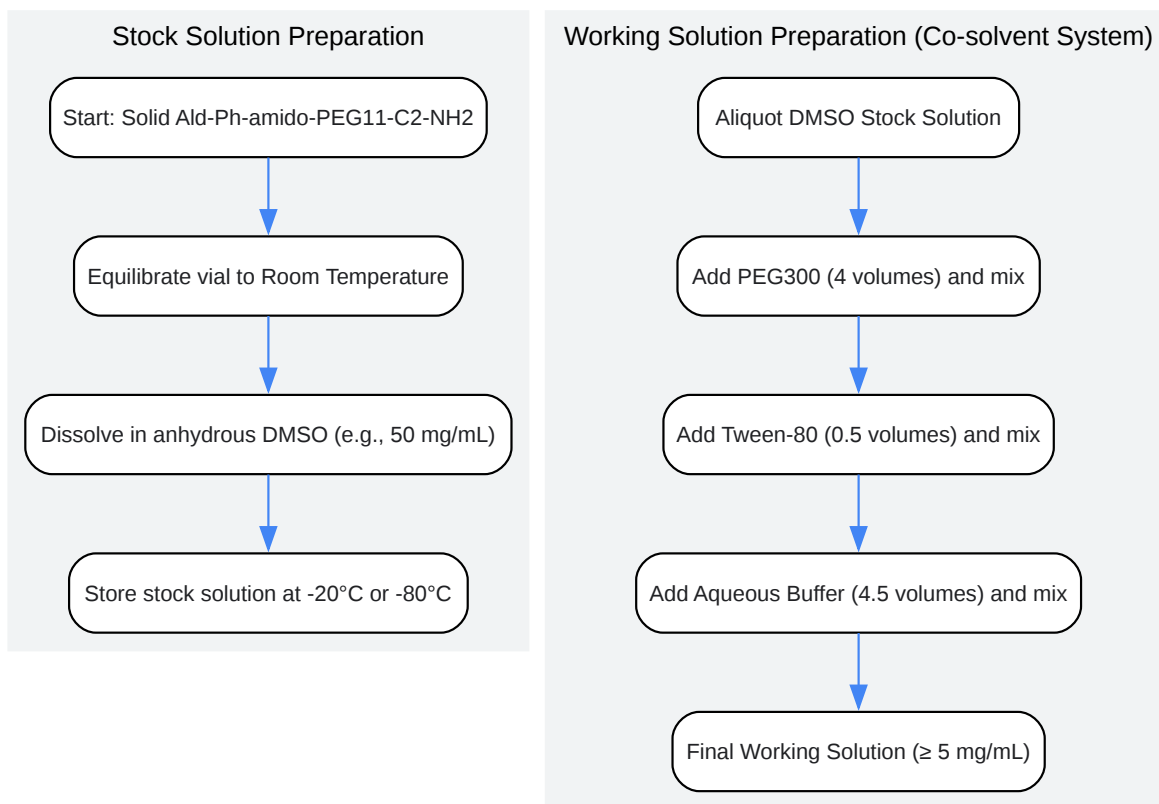 Stock Solution Preparation
Start: Solid Ald-Ph-amido-PEG11-C2-NH2
Equilibrate vial to Room Temperature
Dissolve in anhydrous DMSO (e.g., 50 mg/mL)
Store stock solution at -20°C or -80°C
Working Solution Preparation (Co-solvent System)
Aliquot DMSO Stock Solution
Add PEG300 (4 volumes) and mix
Add Tween-80 (0.5 volumes) and mix
Add Aqueous Buffer (4.5 volumes) and mix
Final Working Solution (≥ 5 mg/mL)